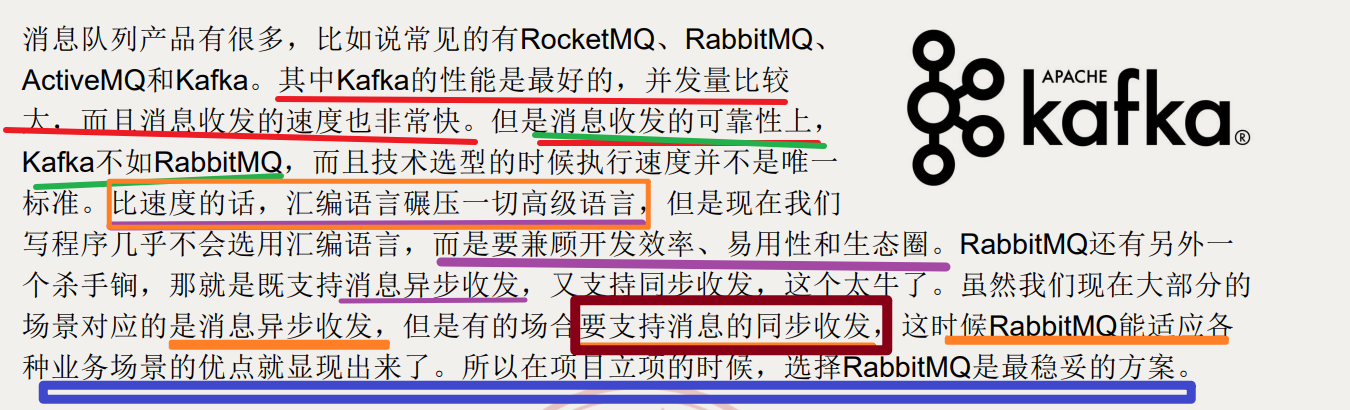 消息队列产品有很多，比如说常见的有RocketMQ、RabbitMQ、
ActiveMQ和Kafka。其中Kafka的性能是最好的，并发量比较
大，而且消息收发的速度也非常快。但是消息收发的可靠性上，
Kafka不如RabbitMQ，而且技术选型的时候执行速度并不是唯一
标准。比速度的话，汇编语言碾压一切高级语言，但是现在我们
写程序几乎不会选用汇编语言，而是要兼顾开发效率、易用性和生态圈。RabbitMQ还有另外一
个杀手锏，那就是既支持消息异步收发，又支持同步收发，这个太牛了。虽然我们现在大部分的
场景对应的是消息异步收发，但是有的场合要支持消息的同步收发，这时候RabbitMQ能适应各
种业务场景的优点就显现出来了。所以在项目立项的时候，选择RabbitMQ是最稳妥的方案。
APACHE
kafka®